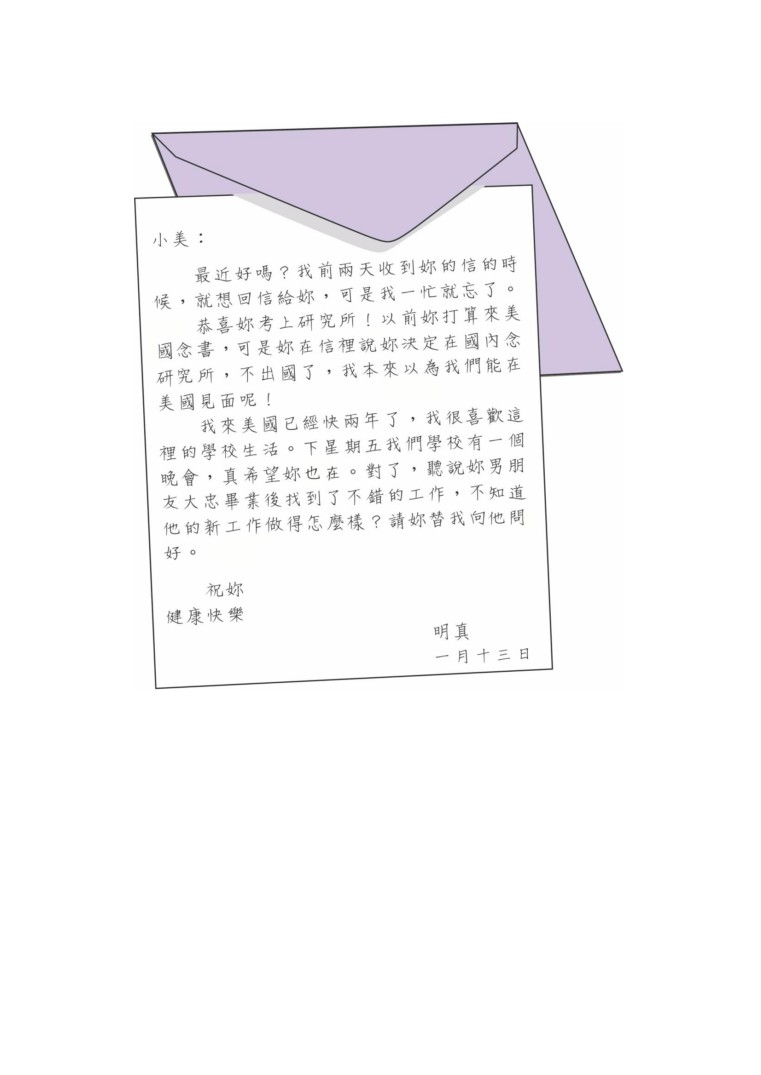 小美：
最近好嗎？我前兩天收到妳的信的時
候，就想回信給妳，可是我一忙就忘了。
恭喜妳考上研究所！以前妳打算來美
國念書，可是妳在信裡說妳決定在國內念
研究所，不出國了，我本來以為我們能在
美國見面呢！
我來美國已經快兩年了，我很喜歡這
裡的學校生活。下星期五我們學校有一個
晚會，真希望妳也在。對了，聽說妳男朋
友大忠畢業後找到了不錯的工作，不知道
他的新工作做得怎麼樣？請妳替我向他問
好。
祝妳
健康快樂
明真
一月十三日